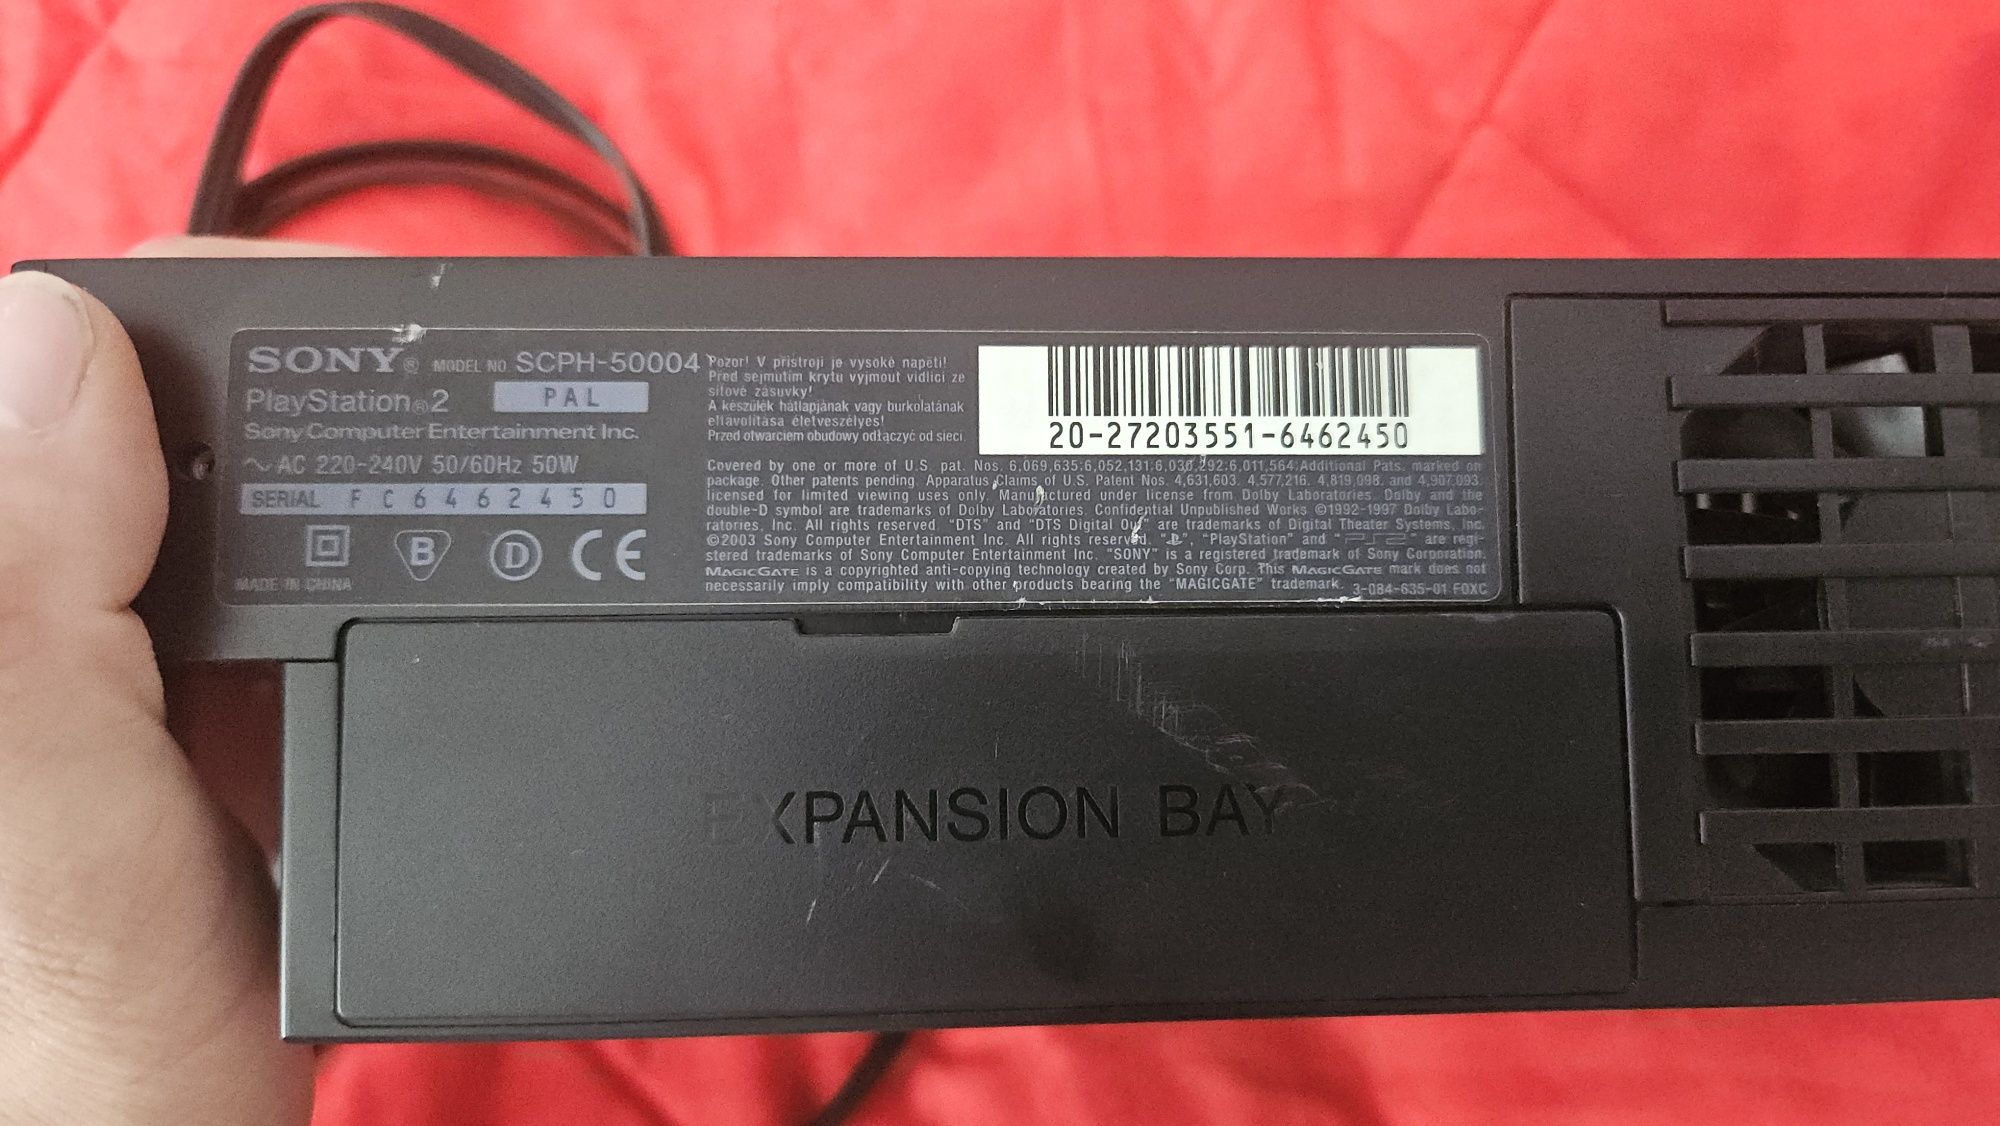 SONY® MODEL NO. SCPH-50004
PlayStation®2 PAL
Sony Computer Entertainment Inc.
～AC 220-240V 50/60Hz 50W
SERIAL FC6462450
B D CE
MADE IN CHINA
Pozor! V přístroji je vysoké napětí!
Před sejmutím krytu vyjmout vidlici ze
síťové zásuvky!
A készülék hátlapjának vagy burkolatának
eltávolítása életveszélyes!
Przed otwarciem obudowy odłączyć od sieci.
20-27203551-6462450
Covered by one or more of U.S. pat. Nos. 6,069,635;6,052,131;6,030,292;6,011,564;Additional Pats. marked on
package. Other patents pending. Apparatus Claims of U.S. Patent Nos. 4,631,603, 4,577,216, 4,819,098, and 4,907,093
licensed for limited viewing uses only. Manufactured under license from Dolby Laboratories. Dolby and the
double-D symbol are trademarks of Dolby Laboratories. Confidential Unpublished Works ©1992-1997 Dolby Labo-
ratories, Inc. All rights reserved. "DTS" and "DTS Digital Out" are trademarks of Digital Theater Systems, Inc.
©2003 Sony Computer Entertainment Inc. All rights reserved. "PS", "PlayStation" and "PS2" are regi-
stered trademarks of Sony Computer Entertainment Inc. "SONY" is a registered trademark of Sony Corporation.
MAGICGATE is a copyrighted anti-copying technology created by Sony Corp. This MAGICGATE mark does not
necessarily imply compatibility with other products bearing the "MAGICGATE" trademark. 3-084-635-01 FOXC
EXPANSION BAY